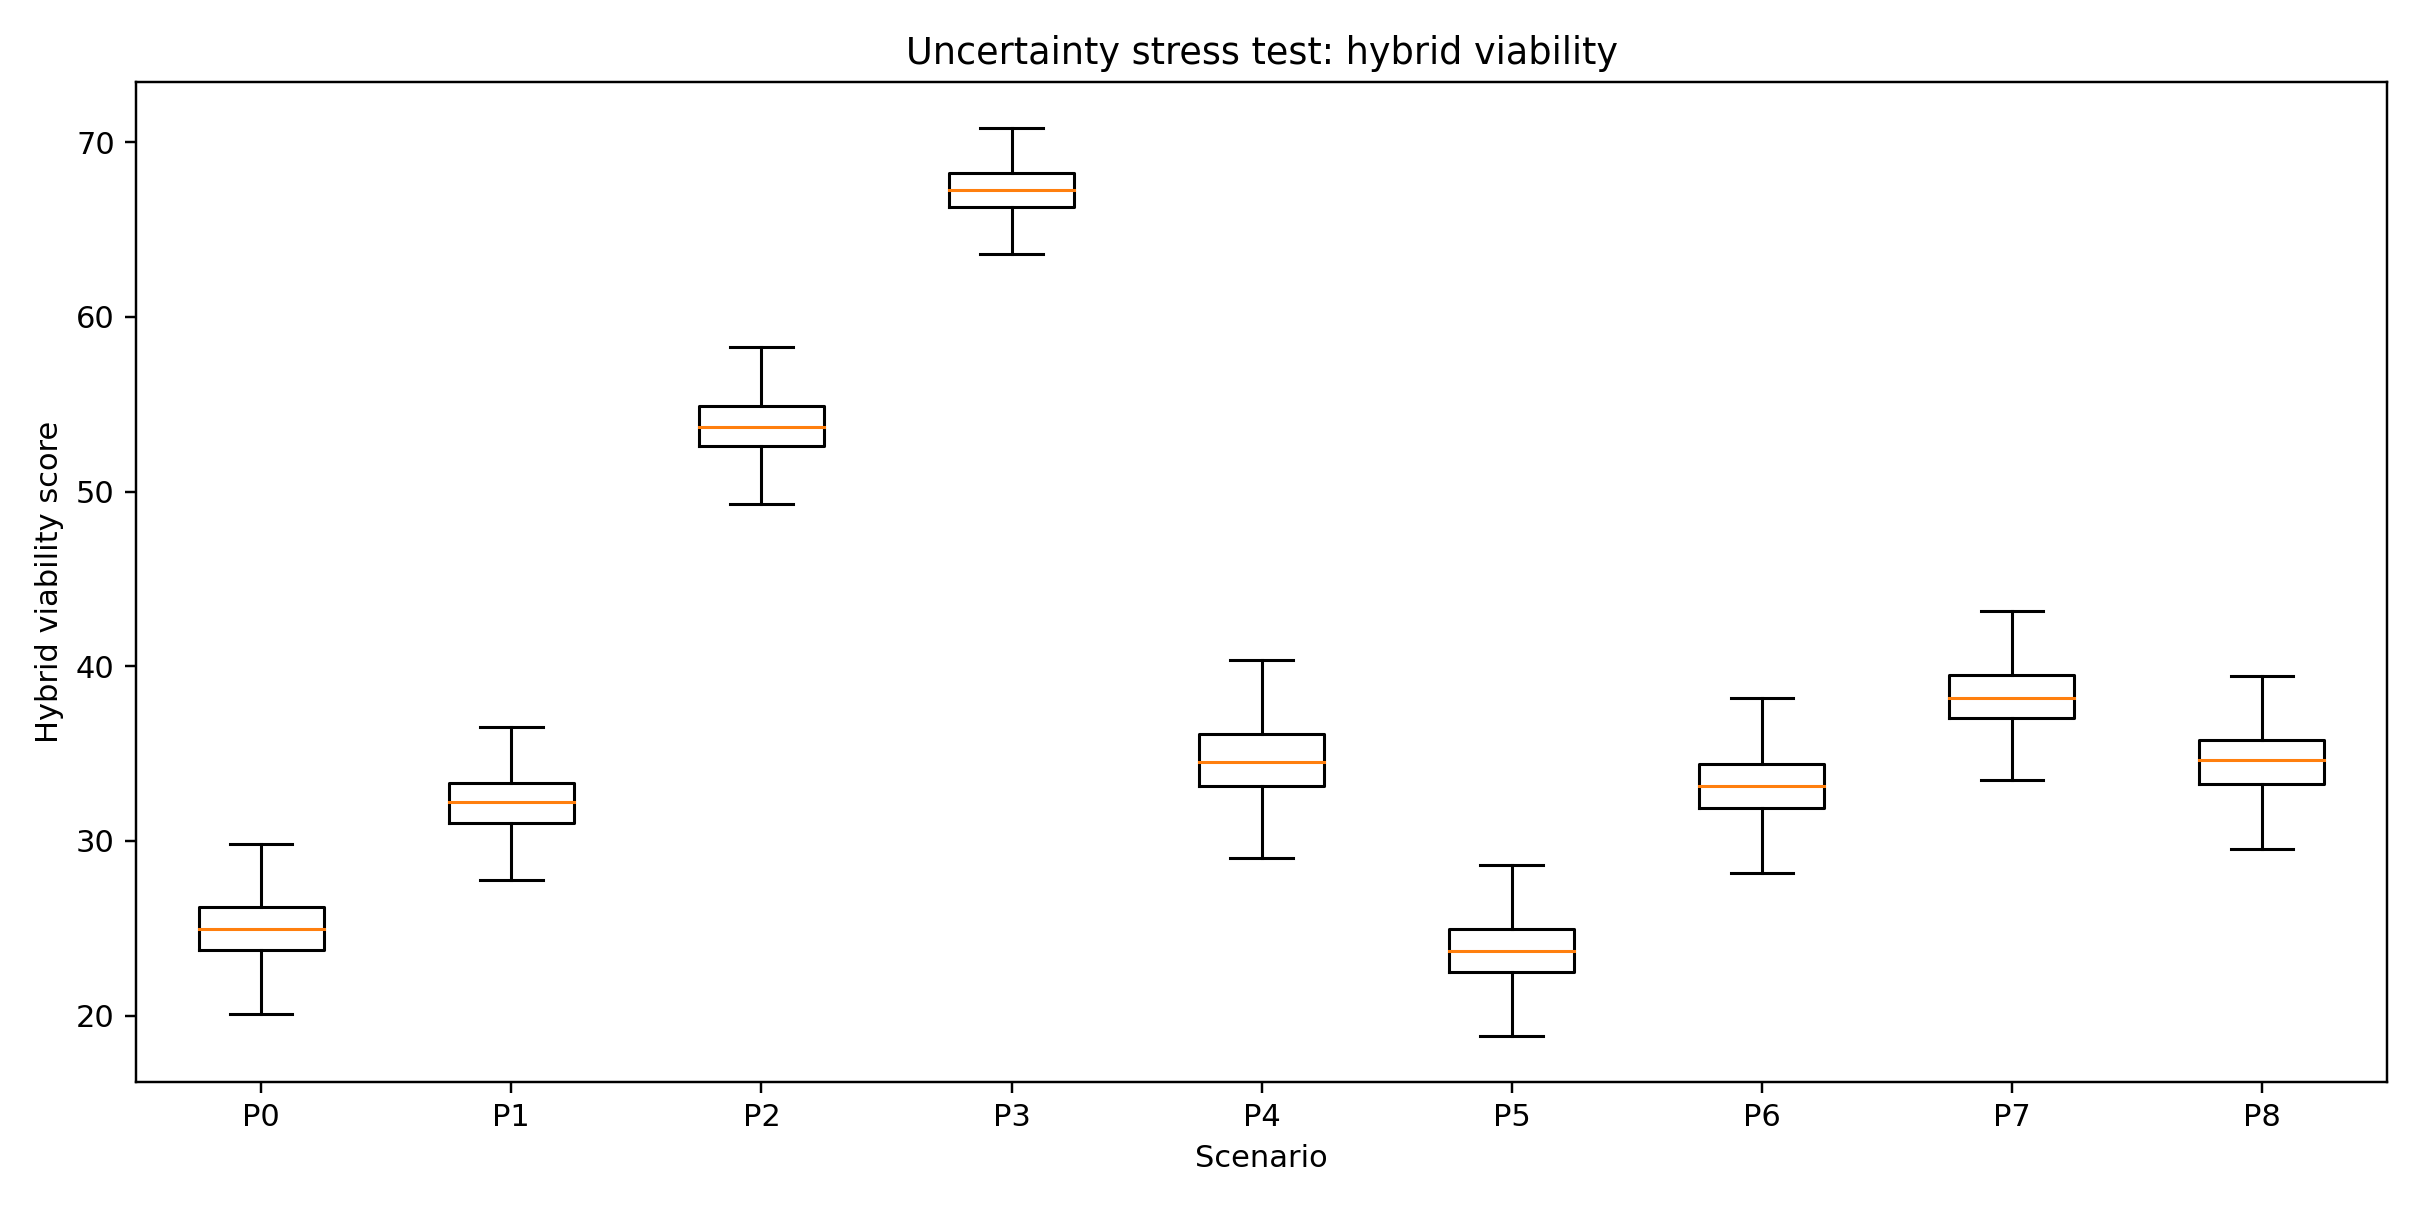 Uncertainty stress test: hybrid viability
Hybrid viability score
70
60
50
40
30
20
P0 P1 P2 P3 P4 P5 P6 P7 P8
Scenario